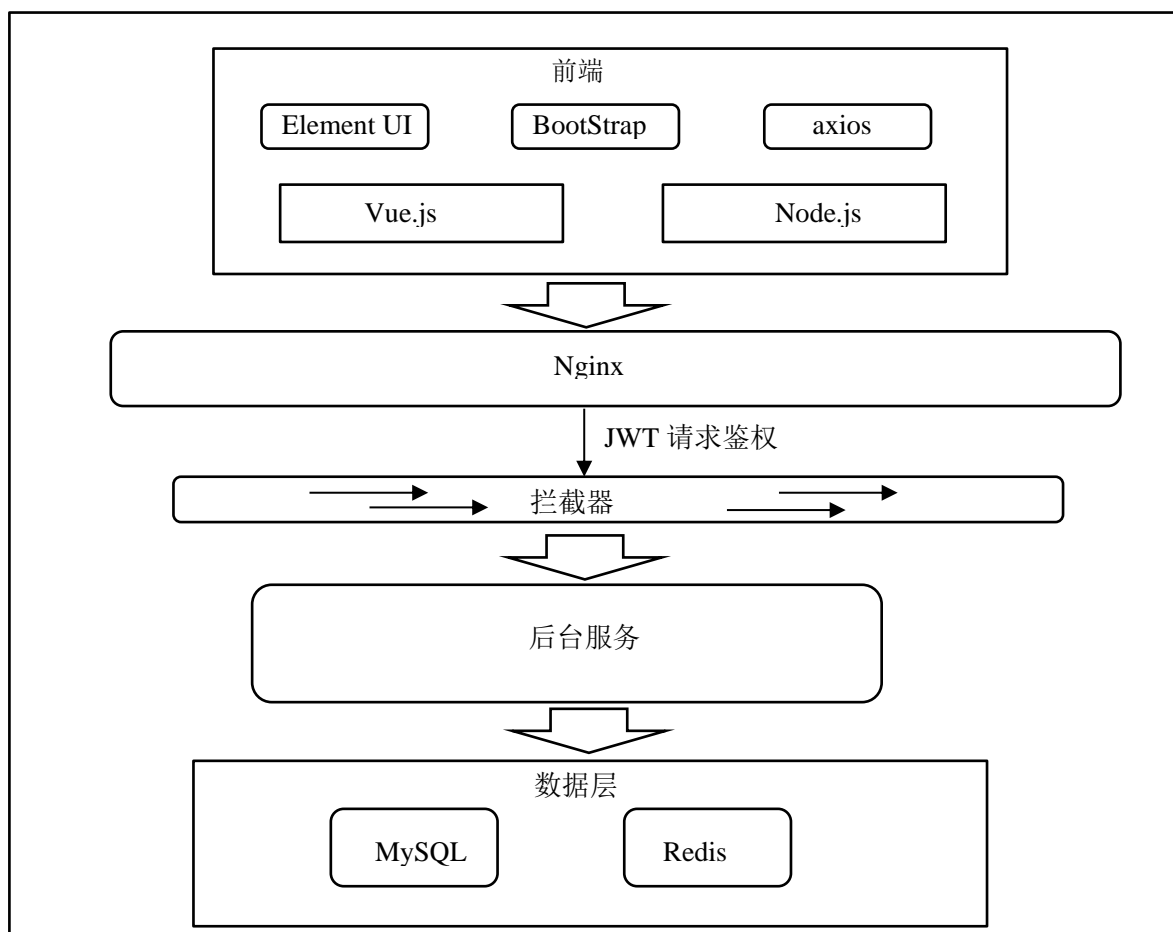 前端
Element UI
BootStrap
axios
Vue.js
Node.js
Nginx
JWT 请求鉴权
拦截器
后台服务
数据层
MySQL
Redis